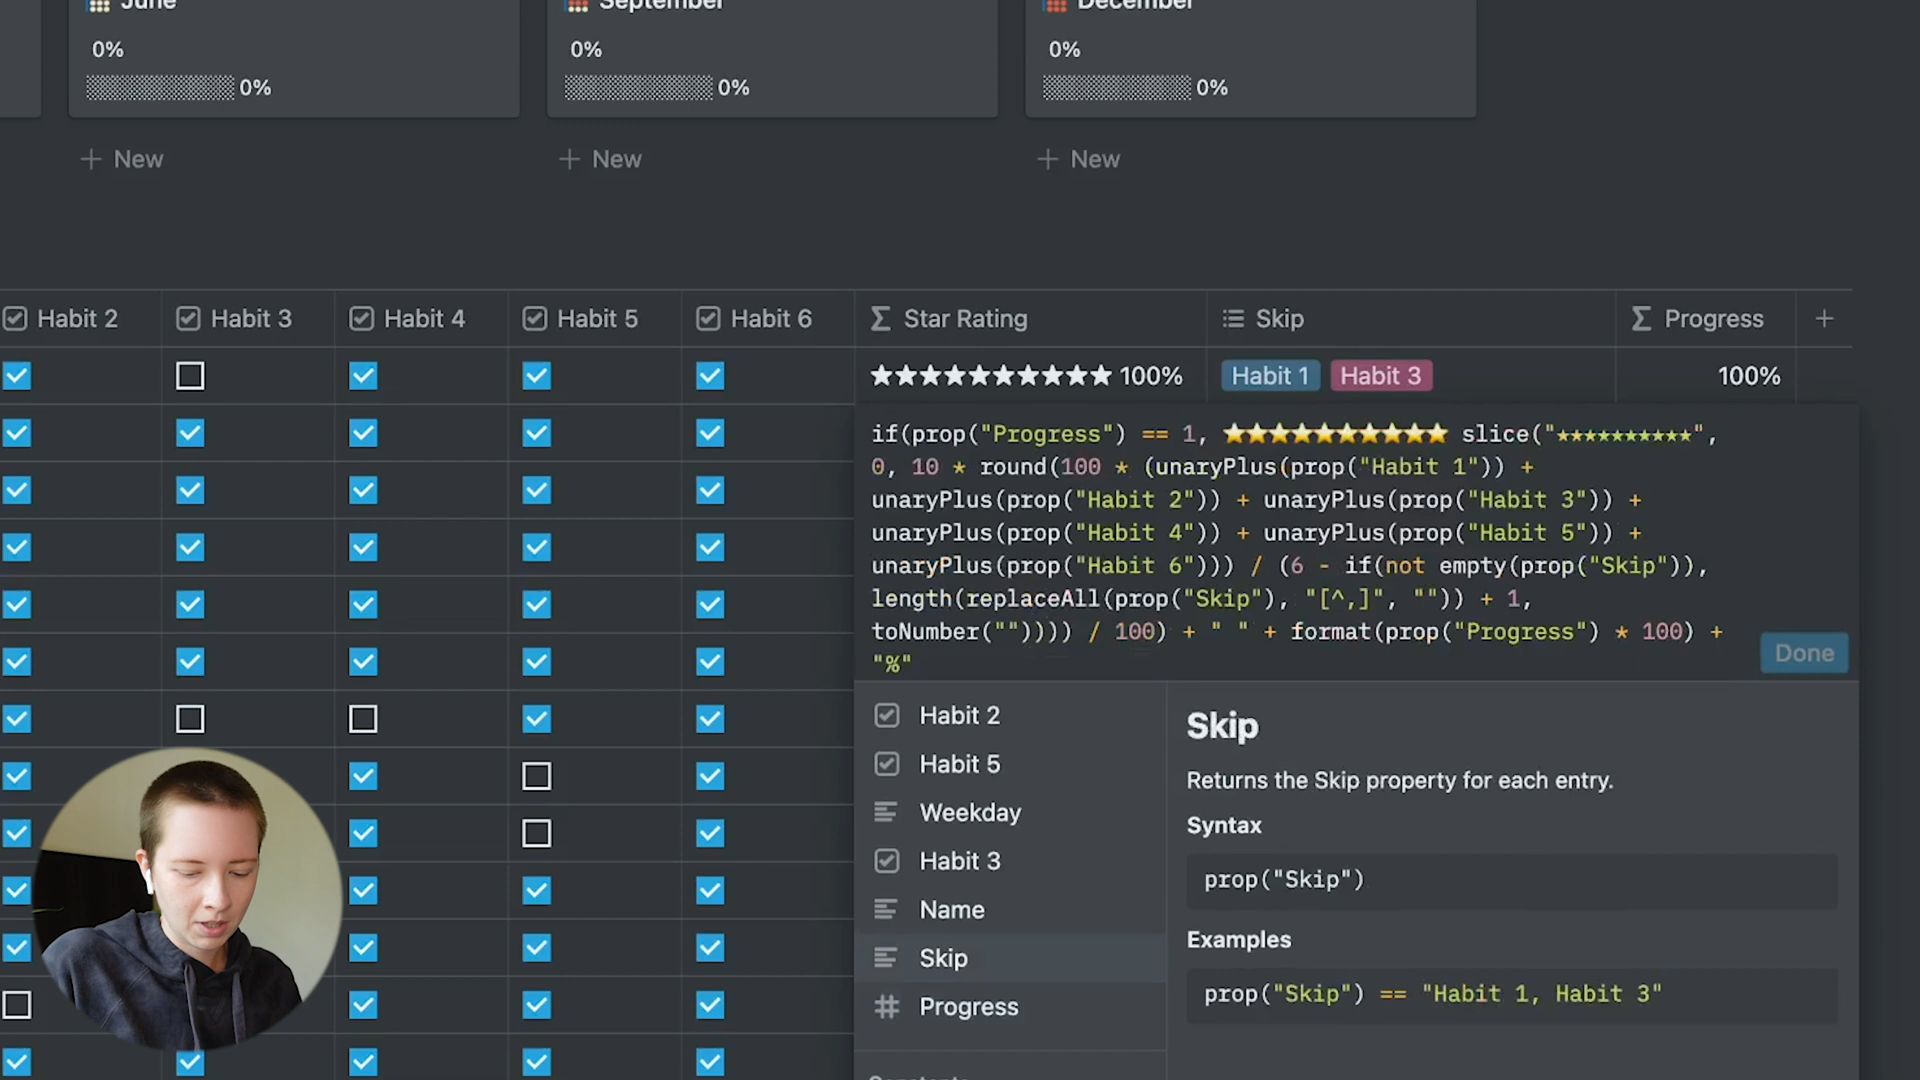 June
September
December
0%
0%
0%
0%
0%
0%
+ New
+ New
+ New
Habit 2
Habit 3
Habit 4
Habit 5
Habit 6
Σ Star Rating
Skip
Σ Progress
+
★★★★★★★★★★ 100%
Habit 1
Habit 3
100%
if(prop("Progress") == 1, ⭐⭐⭐⭐⭐⭐⭐⭐⭐ slice("★★★★★★★★★★",
0, 10 * round(100 * (unaryPlus(prop("Habit 1")) +
unaryPlus(prop("Habit 2")) + unaryPlus(prop("Habit 3")) +
unaryPlus(prop("Habit 4")) + unaryPlus(prop("Habit 5")) +
unaryPlus(prop("Habit 6"))) / (6 - if(not empty(prop("Skip")),
length(replaceAll(prop("Skip"), "[^,]", "")) + 1,
toNumber("")))) / 100) + " " + format(prop("Progress") * 100) +
"%"
Done
Habit 2
Habit 5
Weekday
Habit 3
Name
Skip
Progress
Skip
Returns the Skip property for each entry.
Syntax
prop("Skip")
Examples
prop("Skip") == "Habit 1, Habit 3"